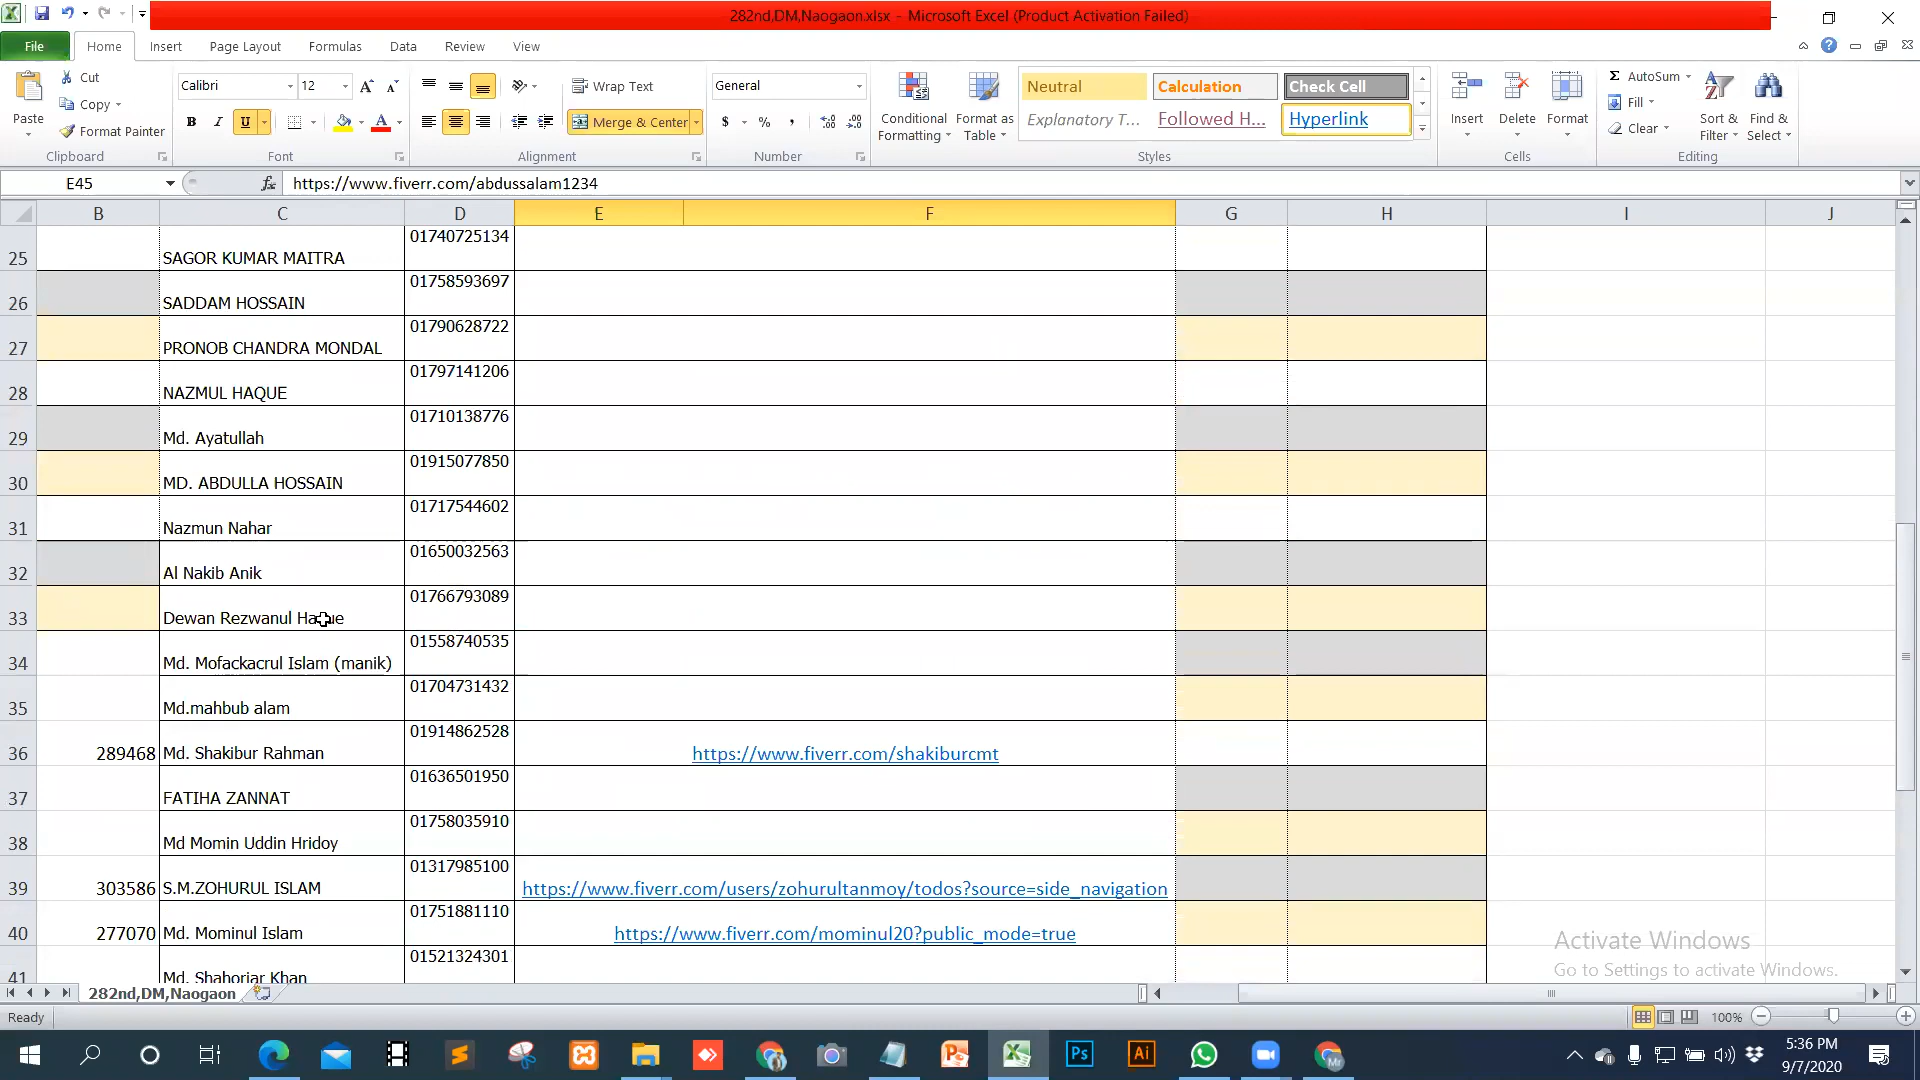 282nd,DM,Naogaon.xlsx - Microsoft Excel (Product Activation Failed)
File Home Insert Page Layout Formulas Data Review View
Paste
Cut
Copy
Format Painter
Clipboard
Calibri 12
B I U
Font
Wrap Text
Merge & Center
Alignment
General
$ % ,
Number
Conditional Formatting
Format as Table
Neutral Calculation Check Cell
Explanatory T... Followed H... Hyperlink
Styles
Insert Delete Format
Cells
Σ AutoSum
Fill
Clear
Sort & Filter
Find & Select
Editing
E45 fx https://www.fiverr.com/abdussalam1234
B C D E F G H I J
25 SAGOR KUMAR MAITRA 01740725134
26 SADDAM HOSSAIN 01758593697
27 PRONOB CHANDRA MONDAL 01790628722
28 NAZMUL HAQUE 01797141206
29 Md. Ayatullah 01710138776
30 MD. ABDULLA HOSSAIN 01915077850
31 Nazmun Nahar 01717544602
32 Al Nakib Anik 01650032563
33 Dewan Rezwanul Haque 01766793089
34 Md. Mofackacrul Islam (manik) 01558740535
35 Md.mahbub alam 01704731432
36 289468 Md. Shakibur Rahman 01914862528 https://www.fiverr.com/shakiburcmt
37 FATIHA ZANNAT 01636501950
38 Md Momin Uddin Hridoy 01758035910
39 303586 S.M.ZOHURUL ISLAM 01317985100 https://www.fiverr.com/users/zohurultanmoy/todos?source=side_navigation
40 277070 Md. Mominul Islam 01751881110 https://www.fiverr.com/mominul20?public_mode=true
41 Md. Shahoriar Khan 01521324301
Activate Windows
Go to Settings to activate Windows.
282nd,DM,Naogaon
Ready 100%
5:36 PM
9/7/2020